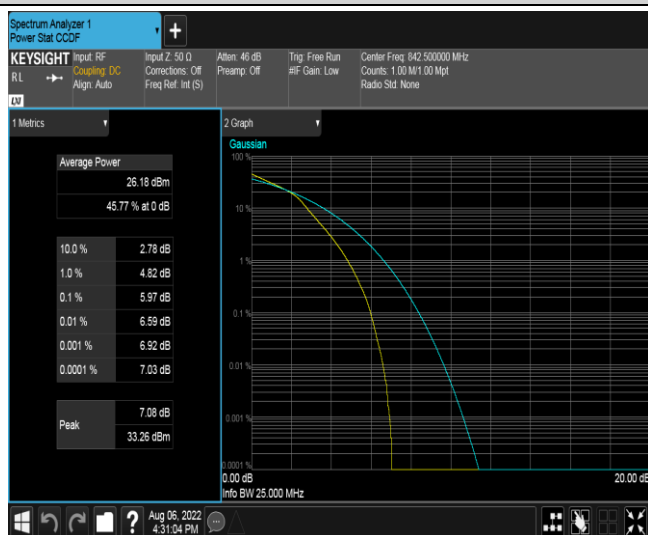 Spectrum Analyzer 1
Power Stat CCDF
+
KEYSIGHT
RL
LXI
Input: RF
Coupling: DC
Align: Auto
Input Z: 50 Ω
Corrections: Off
Freq Ref: Int (S)
Atten: 46 dB
Preamp: Off
Trig: Free Run
#IF Gain: Low
Center Freq: 842.500000 MHz
Counts: 1.00 M/1.00 Mpt
Radio Std: None
1 Metrics
Average Power
26.18 dBm
45.77 % at 0 dB
10.0 % 2.78 dB
1.0 % 4.82 dB
0.1 % 5.97 dB
0.01 % 6.59 dB
0.001 % 6.92 dB
0.0001 % 7.03 dB
Peak 7.08 dB
33.26 dBm
2 Graph
Gaussian
100 %
10 %
1 %
0.1 %
0.01 %
0.001 %
0.0001 %
0.00 dB 20.00 dB
Info BW 25.000 MHz
?
Aug 06, 2022
4:31:04 PM